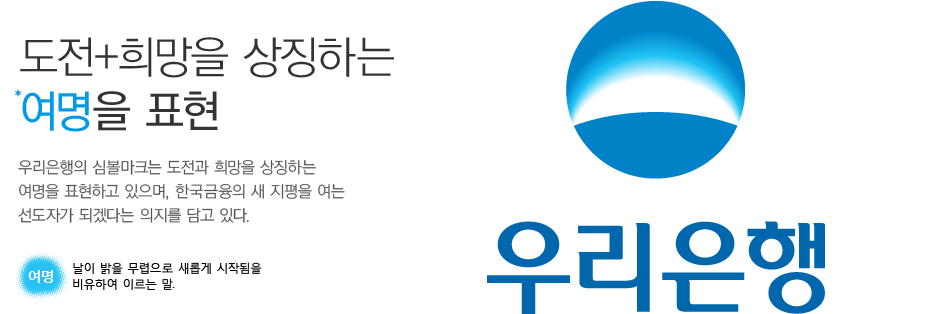 도전+희망을 상징하는
*여명을 표현
우리은행의 심볼마크는 도전과 희망을 상징하는
여명을 표현하고 있으며, 한국금융의 새 지평을 여는
선도자가 되겠다는 의지를 담고 있다.
여명
날이 밝을 무렵으로 새롭게 시작됨을
비유하여 이르는 말.
우리은행